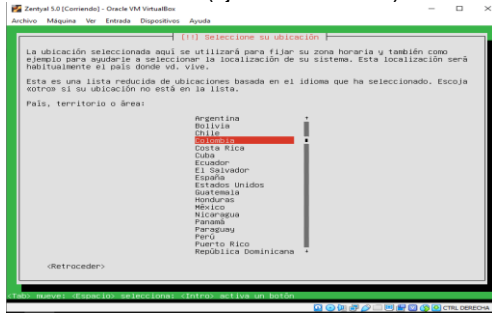 Zentyal 5.0 [Corriendo] - Oracle VM VirtualBox
Archivo Máquina Ver Entrada Dispositivos Ayuda
[!!] Seleccione su ubicación
La ubicación seleccionada aquí se utilizará para fijar su zona horaria y también como
ejemplo para ayudarle a seleccionar la localización de su sistema. Esta localización será
habitualmente el país donde vd. vive.
Esta es una lista reducida de ubicaciones basada en el idioma que ha seleccionado. Escoja
«otro» si su ubicación no está en la lista.
País, territorio o área:
Argentina
Bolivia
Chile
Colombia
Costa Rica
Cuba
Ecuador
El Salvador
España
Estados Unidos
Guatemala
Honduras
México
Nicaragua
Panamá
Paraguay
Perú
Puerto Rico
República Dominicana
<Retroceder>
<Tab> mueve; <Espacio> selecciona; <Intro> activa un botón
CTRL DERECHA